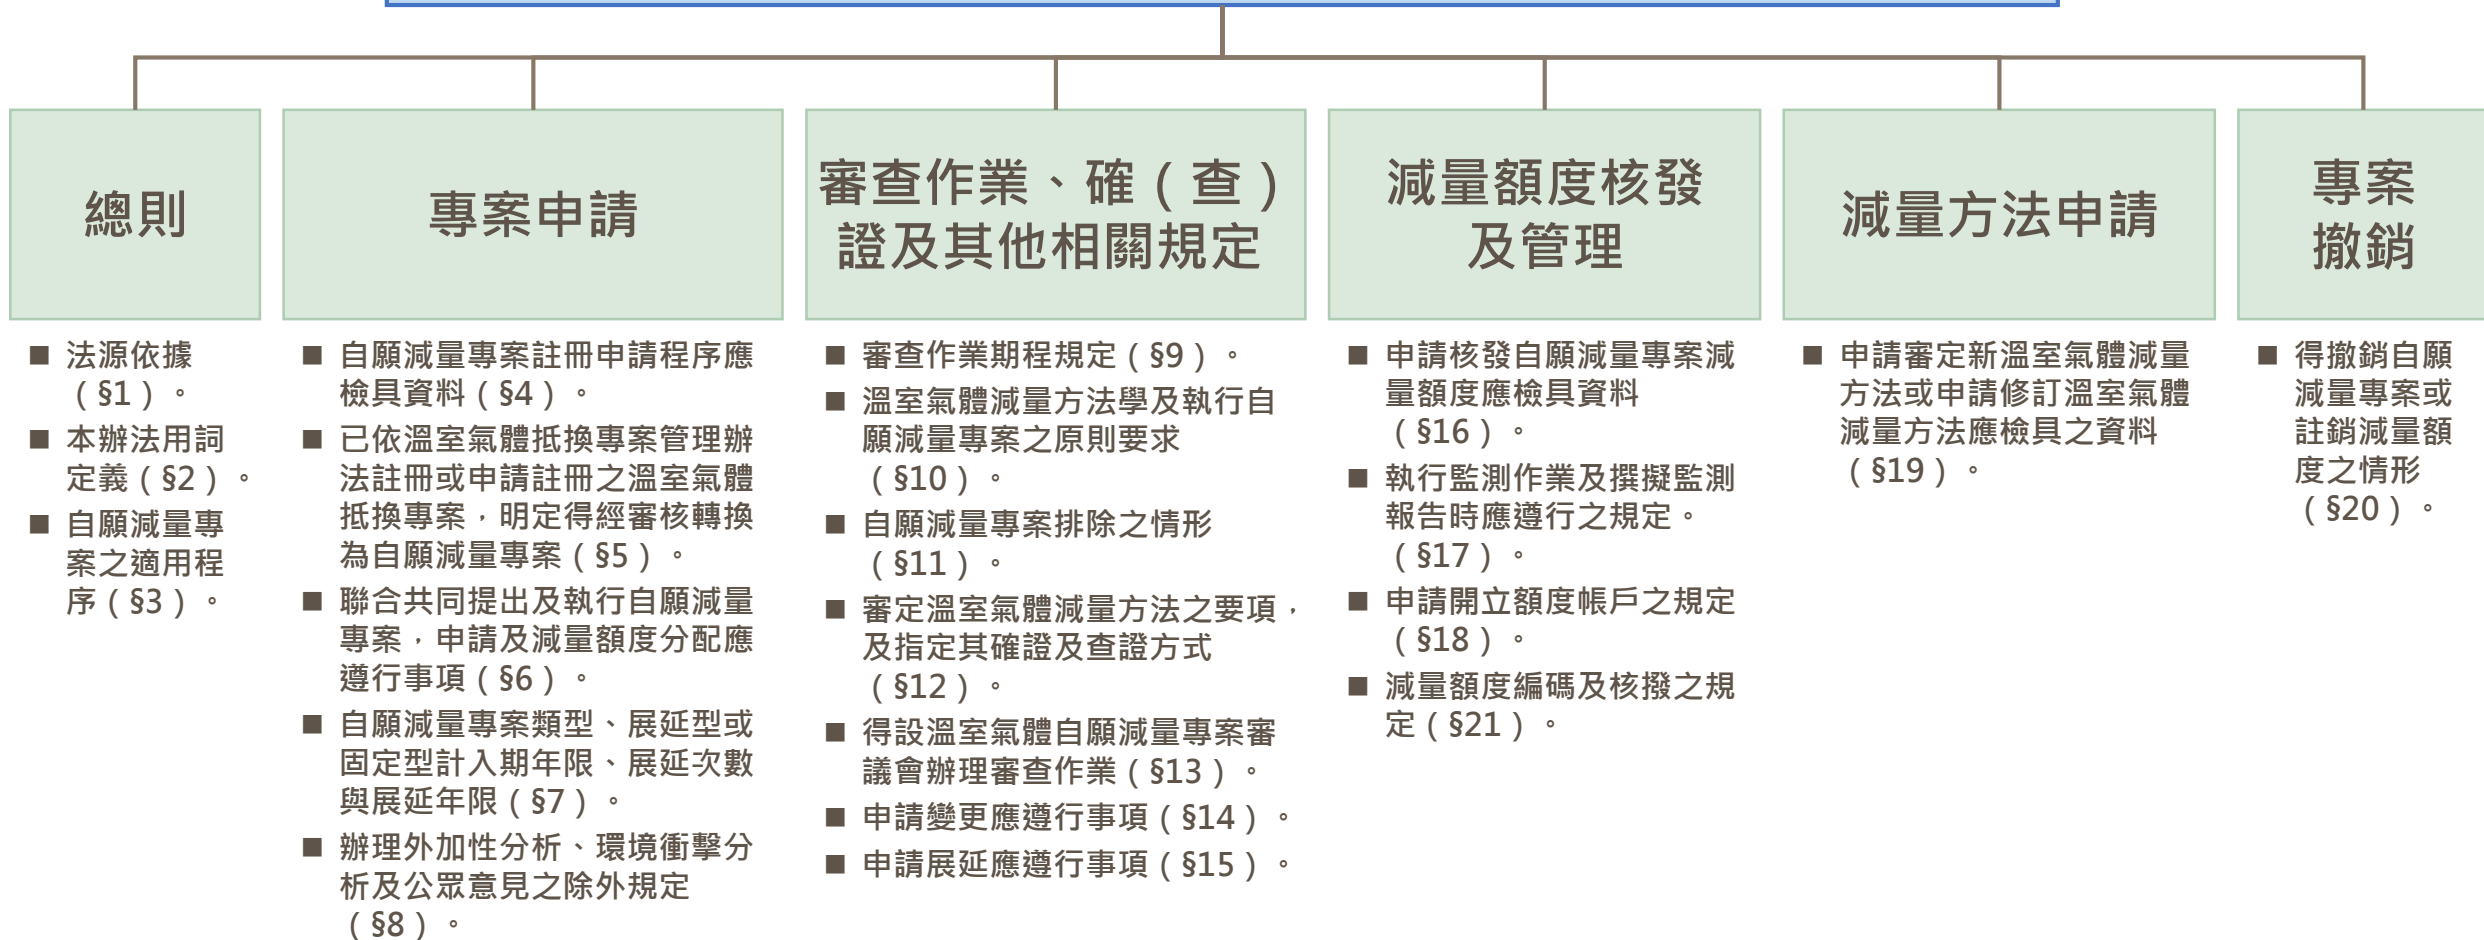 總則
法源依據
（§1）。
本辦法用詞
定義（§2）。
自願減量專
案之適用程
序（§3）。
專案申請
自願減量專案註冊申請程序應
檢具資料（§4）。
已依溫室氣體抵換專案管理辦
法註冊或申請註冊之溫室氣體
抵換專案，明定得經審核轉換
為自願減量專案（§5）。
聯合共同提出及執行自願減量
專案，申請及減量額度分配應
遵行事項（§6）。
自願減量專案類型、展延型或
固定型計入期年限、展延次數
與展延年限（§7）。
辦理外加性分析、環境衝擊分
析及公眾意見之除外規定
（§8）。
審查作業、確（查）
證及其他相關規定
審查作業期程規定（§9）。
溫室氣體減量方法學及執行自
願減量專案之原則要求
（§10）。
自願減量專案排除之情形
（§11）。
審定溫室氣體減量方法之要項，
及指定其確證及查證方式
（§12）。
得設溫室氣體自願減量專案審
議會辦理審查作業（§13）。
申請變更應遵行事項（§14）。
申請展延應遵行事項（§15）。
減量額度核發
及管理
申請核發自願減量專案減
量額度應檢具資料
（§16）。
執行監測作業及撰擬監測
報告時應遵行之規定。
（§17）。
申請開立額度帳戶之規定
（§18）。
減量額度編碼及核撥之規
定（§21）。
減量方法申請
申請審定新溫室氣體減量
方法或申請修訂溫室氣體
減量方法應檢具之資料
（§19）。
專案
撤銷
得撤銷自願
減量專案或
註銷減量額
度之情形
（§20）。